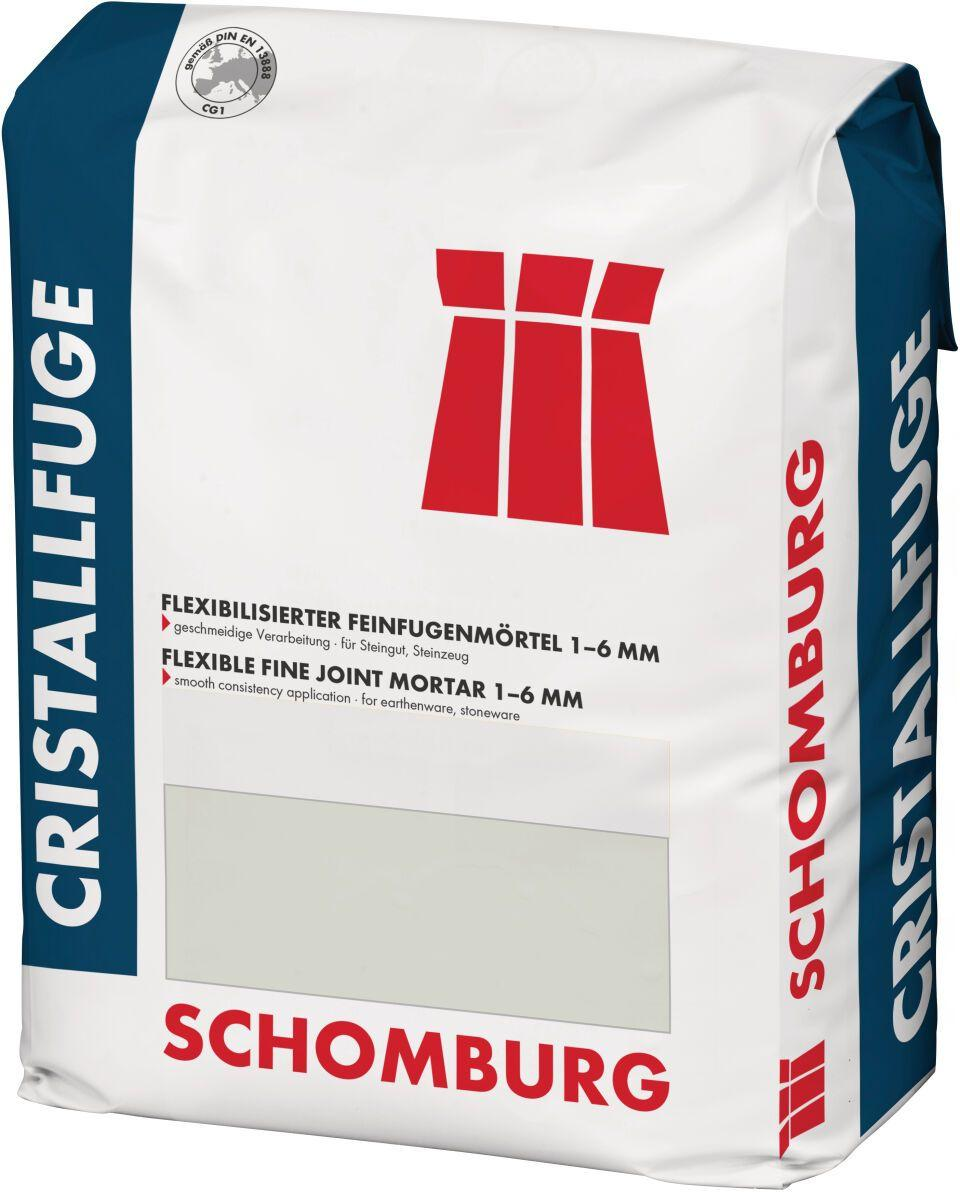 gemäß DIN EN 13888
CG1
CRISTALLFUGE
FLEXIBILISIERTER FEINFUGENMÖRTEL 1–6 MM
geschmeidige Verarbeitung · für Steingut, Steinzeug
FLEXIBLE FINE JOINT MORTAR 1–6 MM
smooth consistency application · for earthenware, stoneware
SCHOMBURG
SCHOMBURG
CRISTALLFUGE